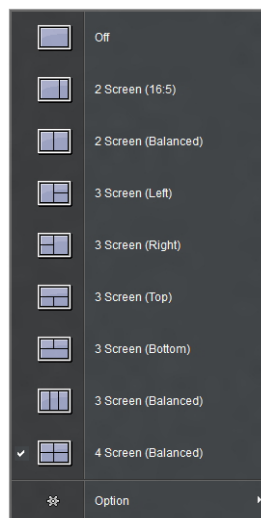 Off
2 Screen (16:5)
2 Screen (Balanced)
3 Screen (Left)
3 Screen (Right)
3 Screen (Top)
3 Screen (Bottom)
3 Screen (Balanced)
4 Screen (Balanced)
Option